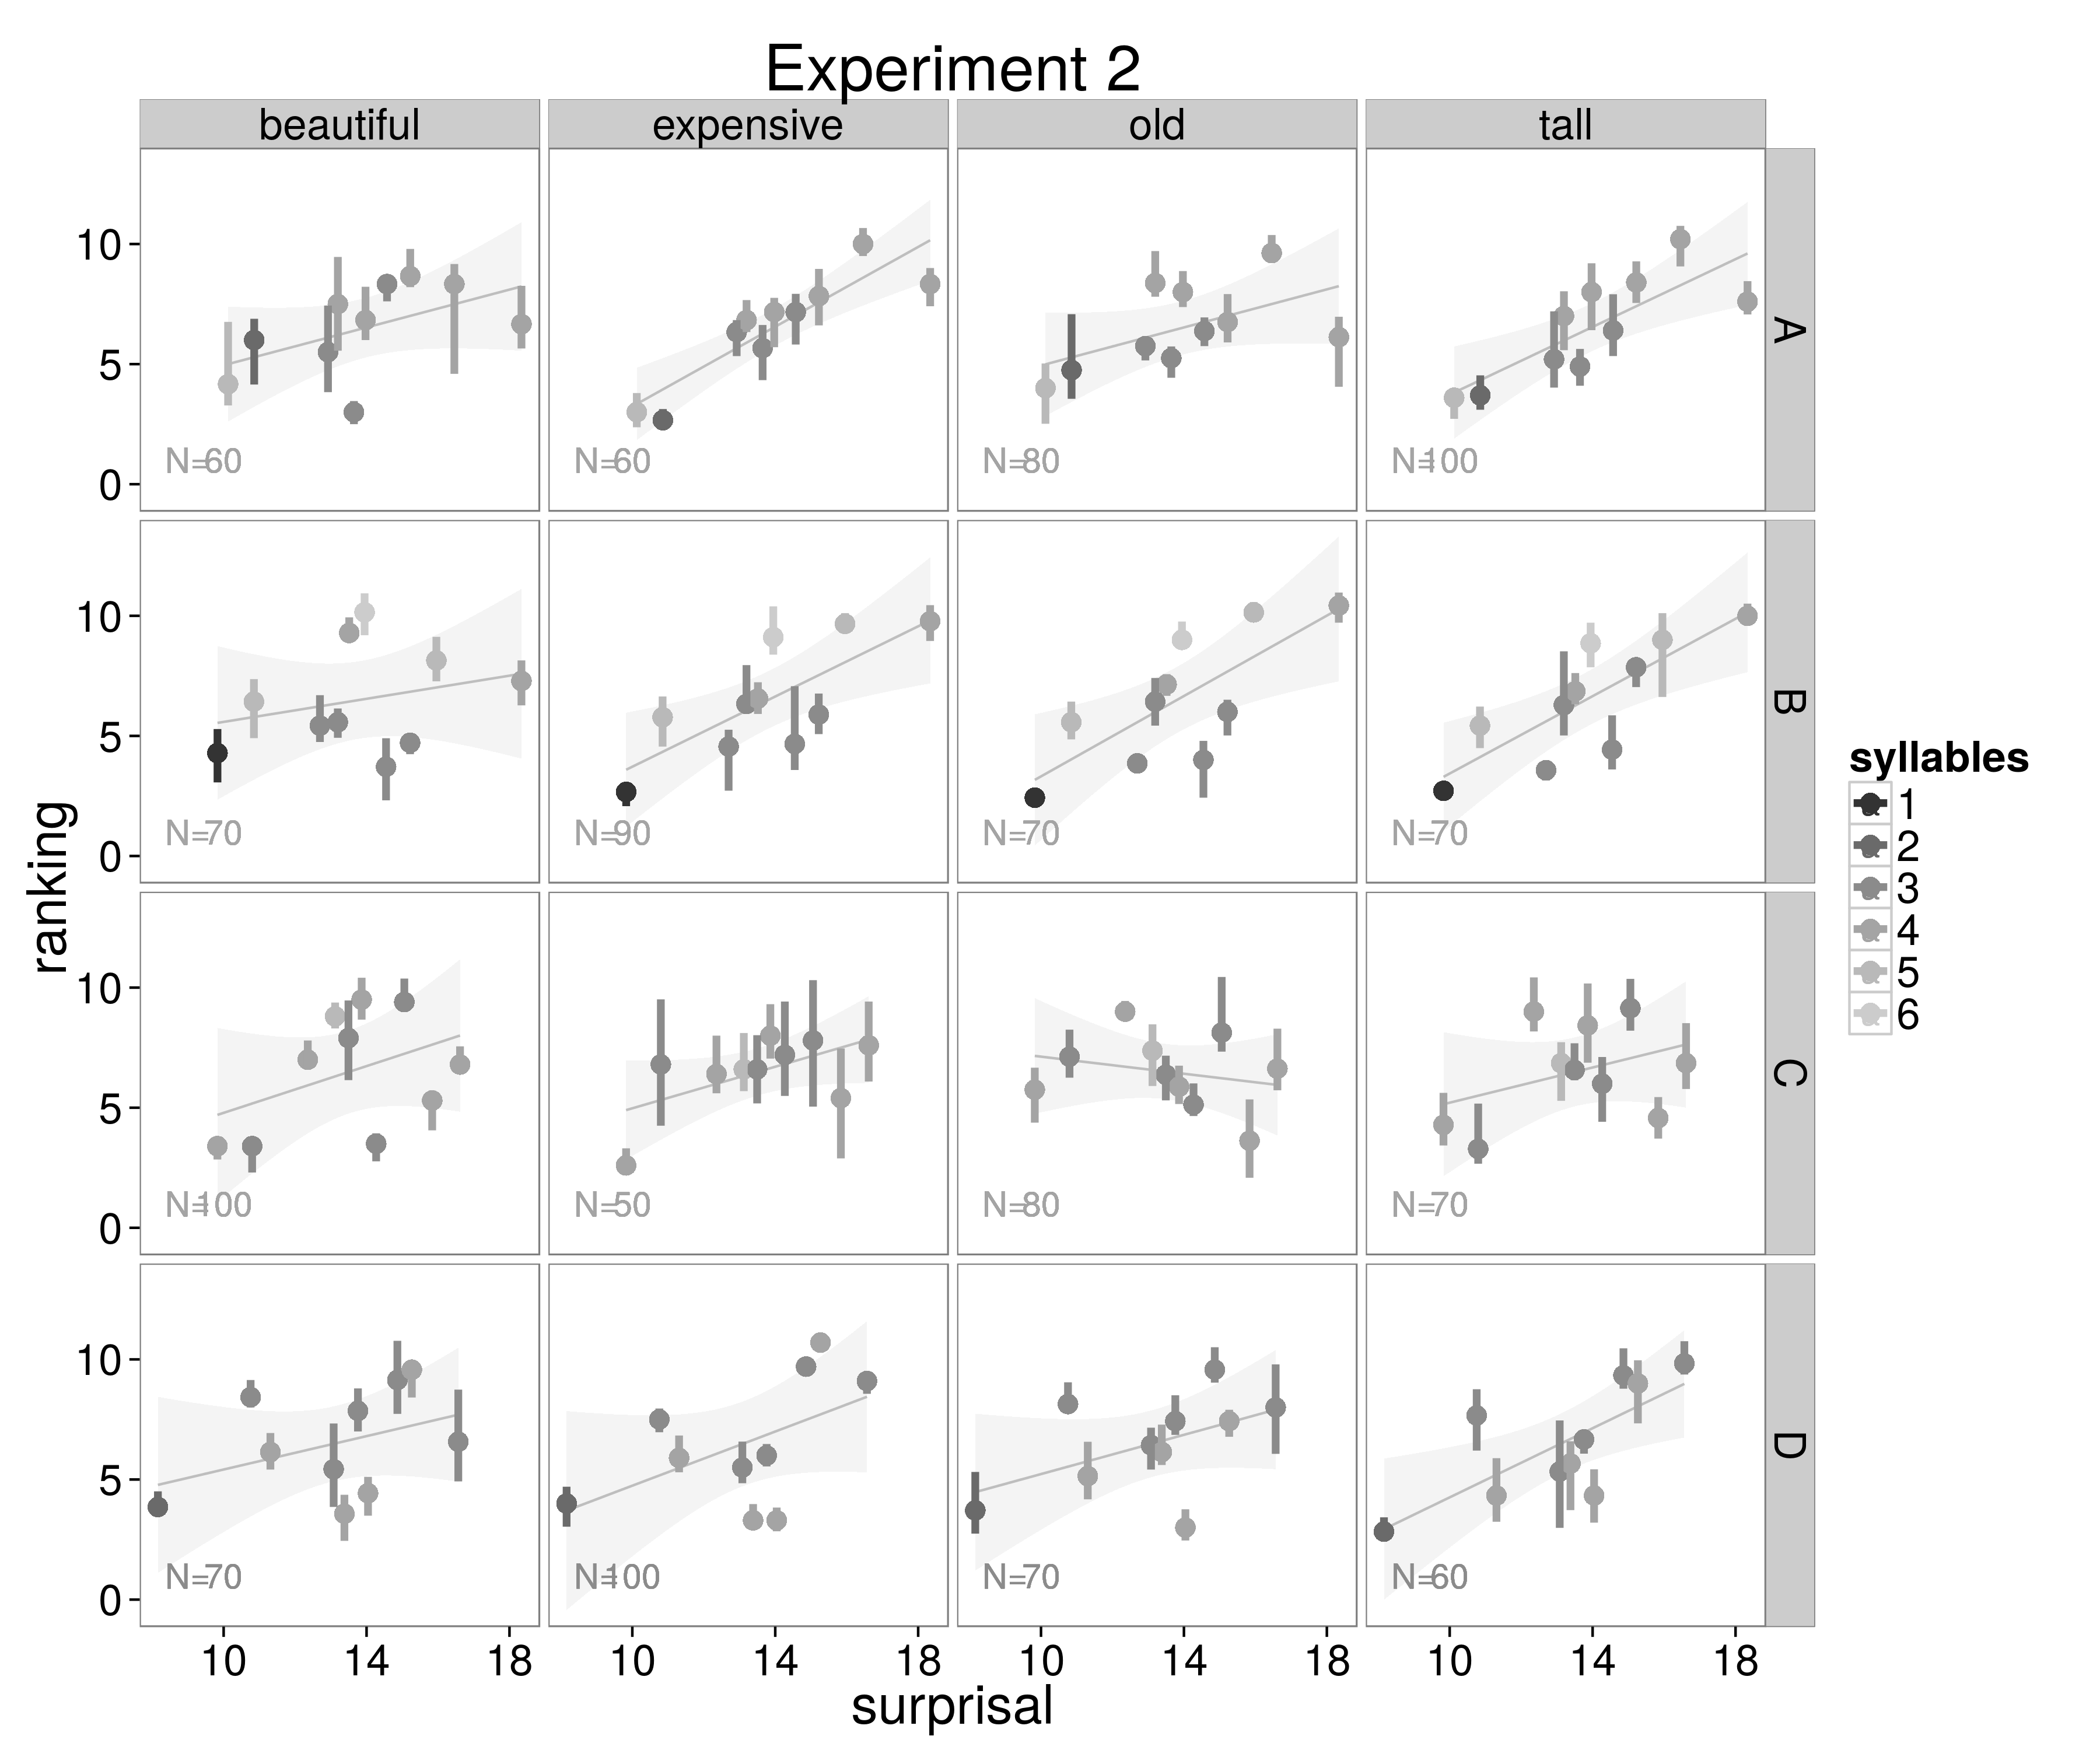 Experiment 2
beautiful expensive old tall
10
5
0
N=60 N=60 N=80 N=100
A
10
5
0
N=70 N=90 N=70 N=70
B
10
5
0
N=100 N=50 N=80 N=70
C
10
5
0
N=70 N=100 N=70 N=60
D
ranking
10 14 18 10 14 18 10 14 18 10 14 18
surprisal
syllables
1
2
3
4
5
6